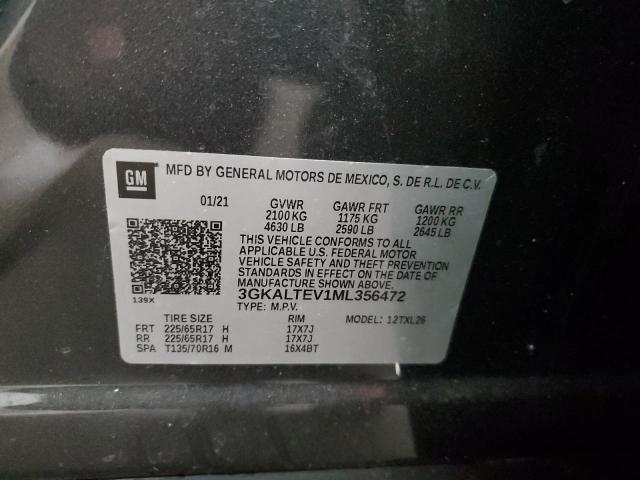 GM
MFD BY GENERAL MOTORS DE MEXICO, S. DE R.L. DE C.V.
01/21 GVWR GAWR FRT GAWR RR
2100 KG 1175 KG 1200 KG
4630 LB 2590 LB 2645 LB
THIS VEHICLE CONFORMS TO ALL
APPLICABLE U.S. FEDERAL MOTOR
VEHICLE SAFETY AND THEFT PREVENTION
STANDARDS IN EFFECT ON THE DATE OF
MANUFACTURE SHOWN ABOVE.
3GKALTEV1ML356472
139X
TYPE: M.P.V.
TIRE SIZE RIM MODEL: 12TXL26
FRT 225/65R17 H 17X7J
RR 225/65R17 H 17X7J
SPA T135/70R16 M 16X4BT